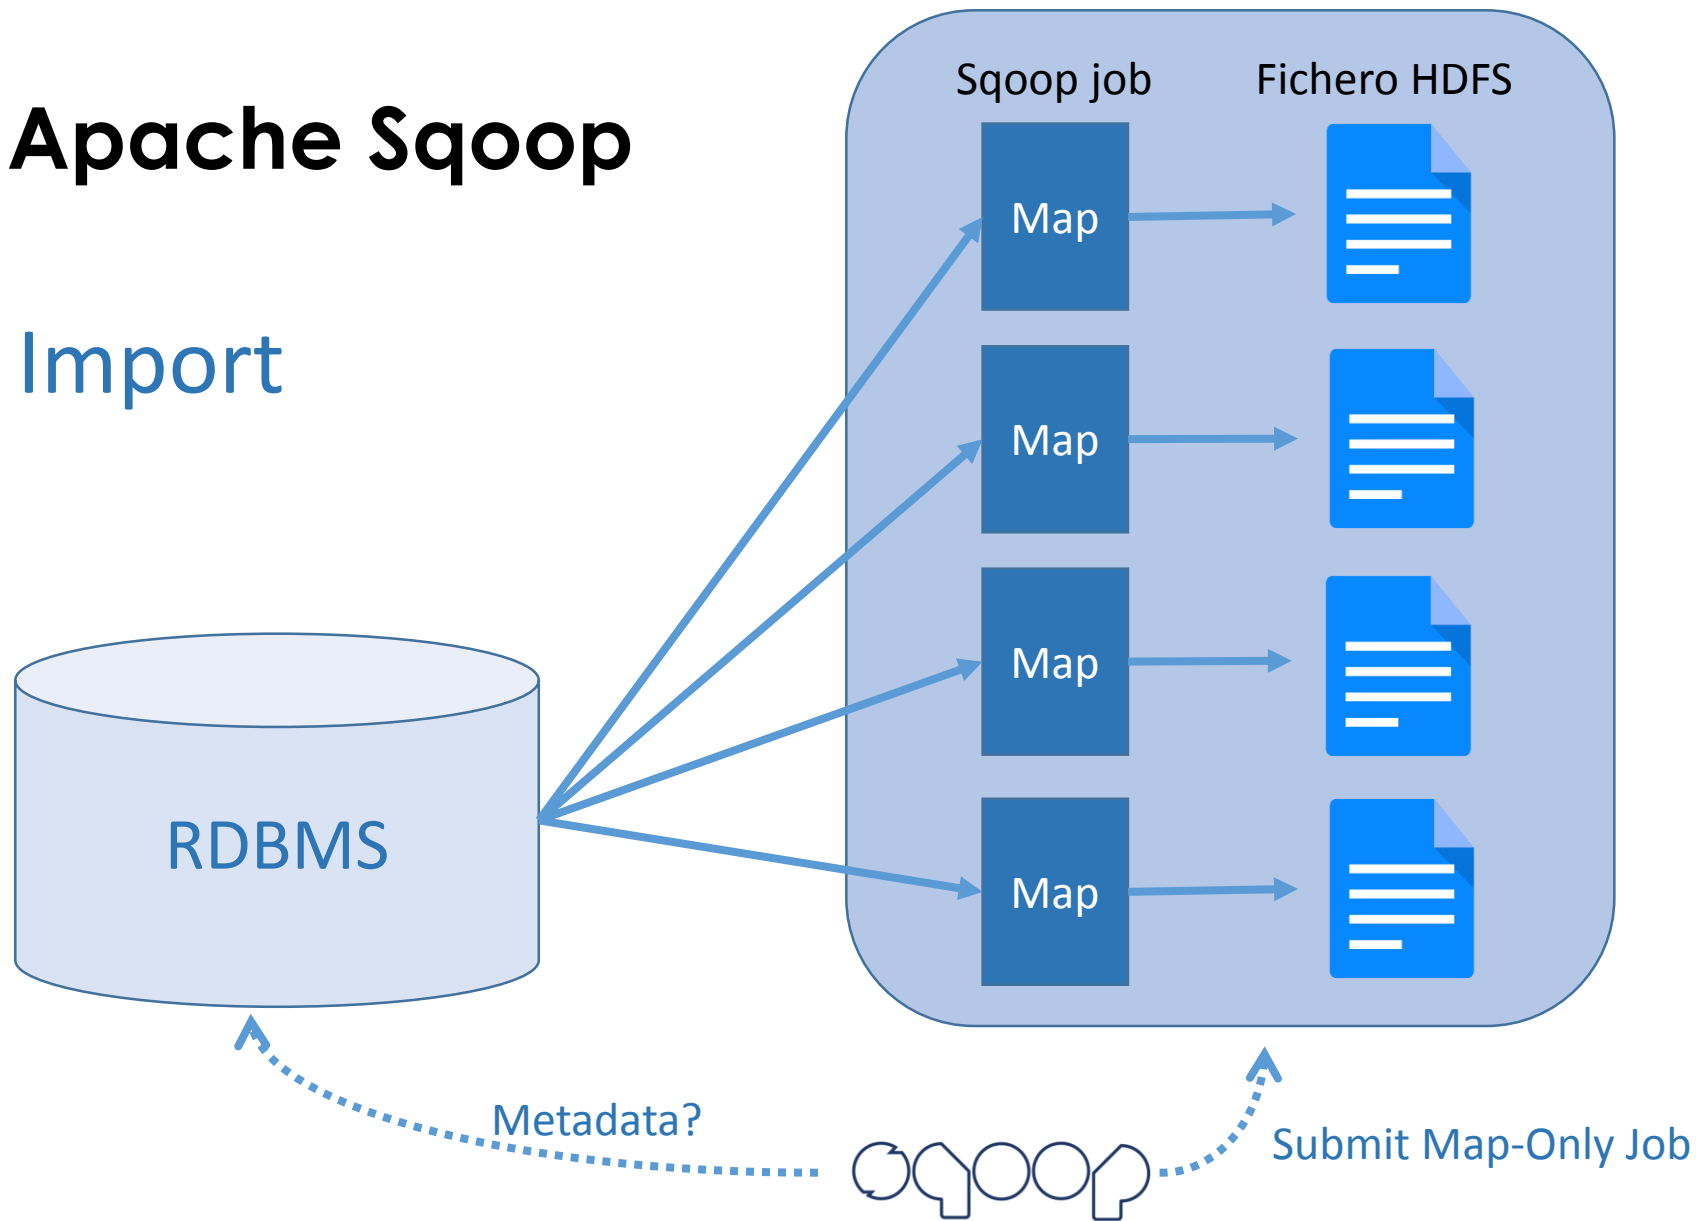 Apache Sqoop
Import
Sqoop job
Fichero HDFS
Map
Map
Map
Map
RDBMS
Metadata?
sqoop
Submit Map-Only Job